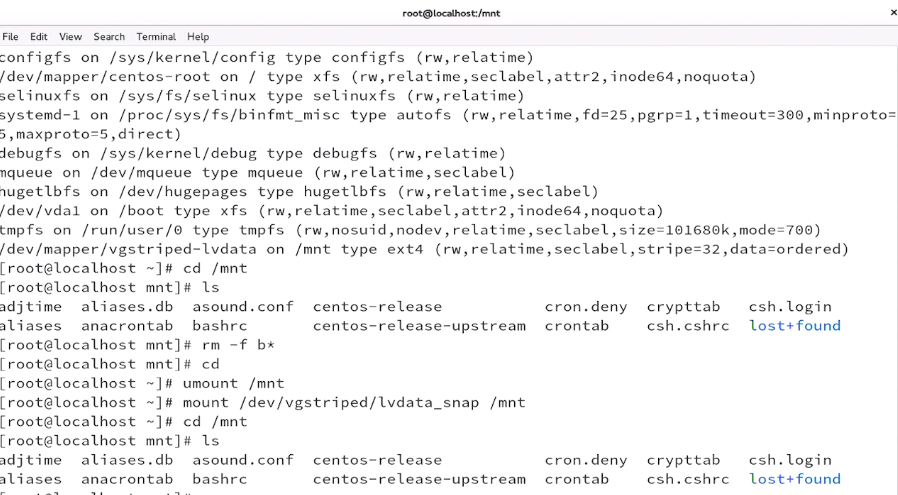 root@localhost:/mnt ×
File Edit View Search Terminal Help
configfs on /sys/kernel/config type configfs (rw,relatime)
/dev/mapper/centos-root on / type xfs (rw,relatime,seclabel,attr2,inode64,noquota)
selinuxfs on /sys/fs/selinux type selinuxfs (rw,relatime)
systemd-1 on /proc/sys/fs/binfmt_misc type autofs (rw,relatime,fd=25,pgrp=1,timeout=300,minproto=
5,maxproto=5,direct)
debugfs on /sys/kernel/debug type debugfs (rw,relatime)
mqueue on /dev/mqueue type mqueue (rw,relatime,seclabel)
hugetlbfs on /dev/hugepages type hugetlbfs (rw,relatime,seclabel)
/dev/vda1 on /boot type xfs (rw,relatime,seclabel,attr2,inode64,noquota)
tmpfs on /run/user/0 type tmpfs (rw,nosuid,nodev,relatime,seclabel,size=101680k,mode=700)
/dev/mapper/vgstriped-lvdata on /mnt type ext4 (rw,relatime,seclabel,stripe=32,data=ordered)
[root@localhost ~]# cd /mnt
[root@localhost mnt]# ls
adjtime aliases.db asound.conf centos-release cron.deny crypttab csh.login
aliases anacrontab bashrc centos-release-upstream crontab csh.cshrc lost+found
[root@localhost mnt]# rm -f b*
[root@localhost mnt]# cd
[root@localhost ~]# umount /mnt
[root@localhost ~]# mount /dev/vgstriped/lvdata_snap /mnt
[root@localhost ~]# cd /mnt
[root@localhost mnt]# ls
adjtime aliases.db asound.conf centos-release cron.deny crypttab csh.login
aliases anacrontab bashrc centos-release-upstream crontab csh.cshrc lost+found